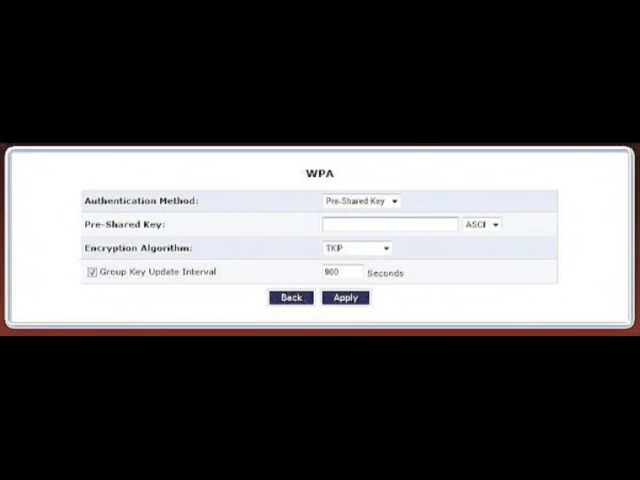 WPA
Authentication Method: Pre-Shared Key
Pre-Shared Key: ASCII
Encryption Algorithm: TKIP
Group Key Update Interval 900 Seconds
Back Apply